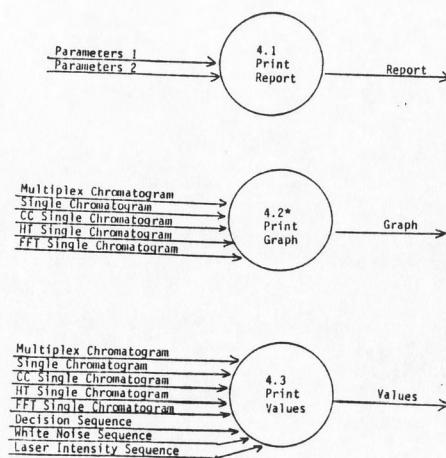 Parameters 1
Parameters 2
4.1
Print
Report
Report
Multiplex Chromatogram
Single Chromatogram
CC Single Chromatogram
HT Single Chromatogram
FFT Single Chromatogram
4.2*
Print
Graph
Graph
Multiplex Chromatogram
Single Chromatogram
CC Single Chromatogram
HT Single Chromatogram
FFT Single Chromatogram
Decision Sequence
White Noise Sequence
Laser Intensity Sequence
4.3
Print
Values
Values